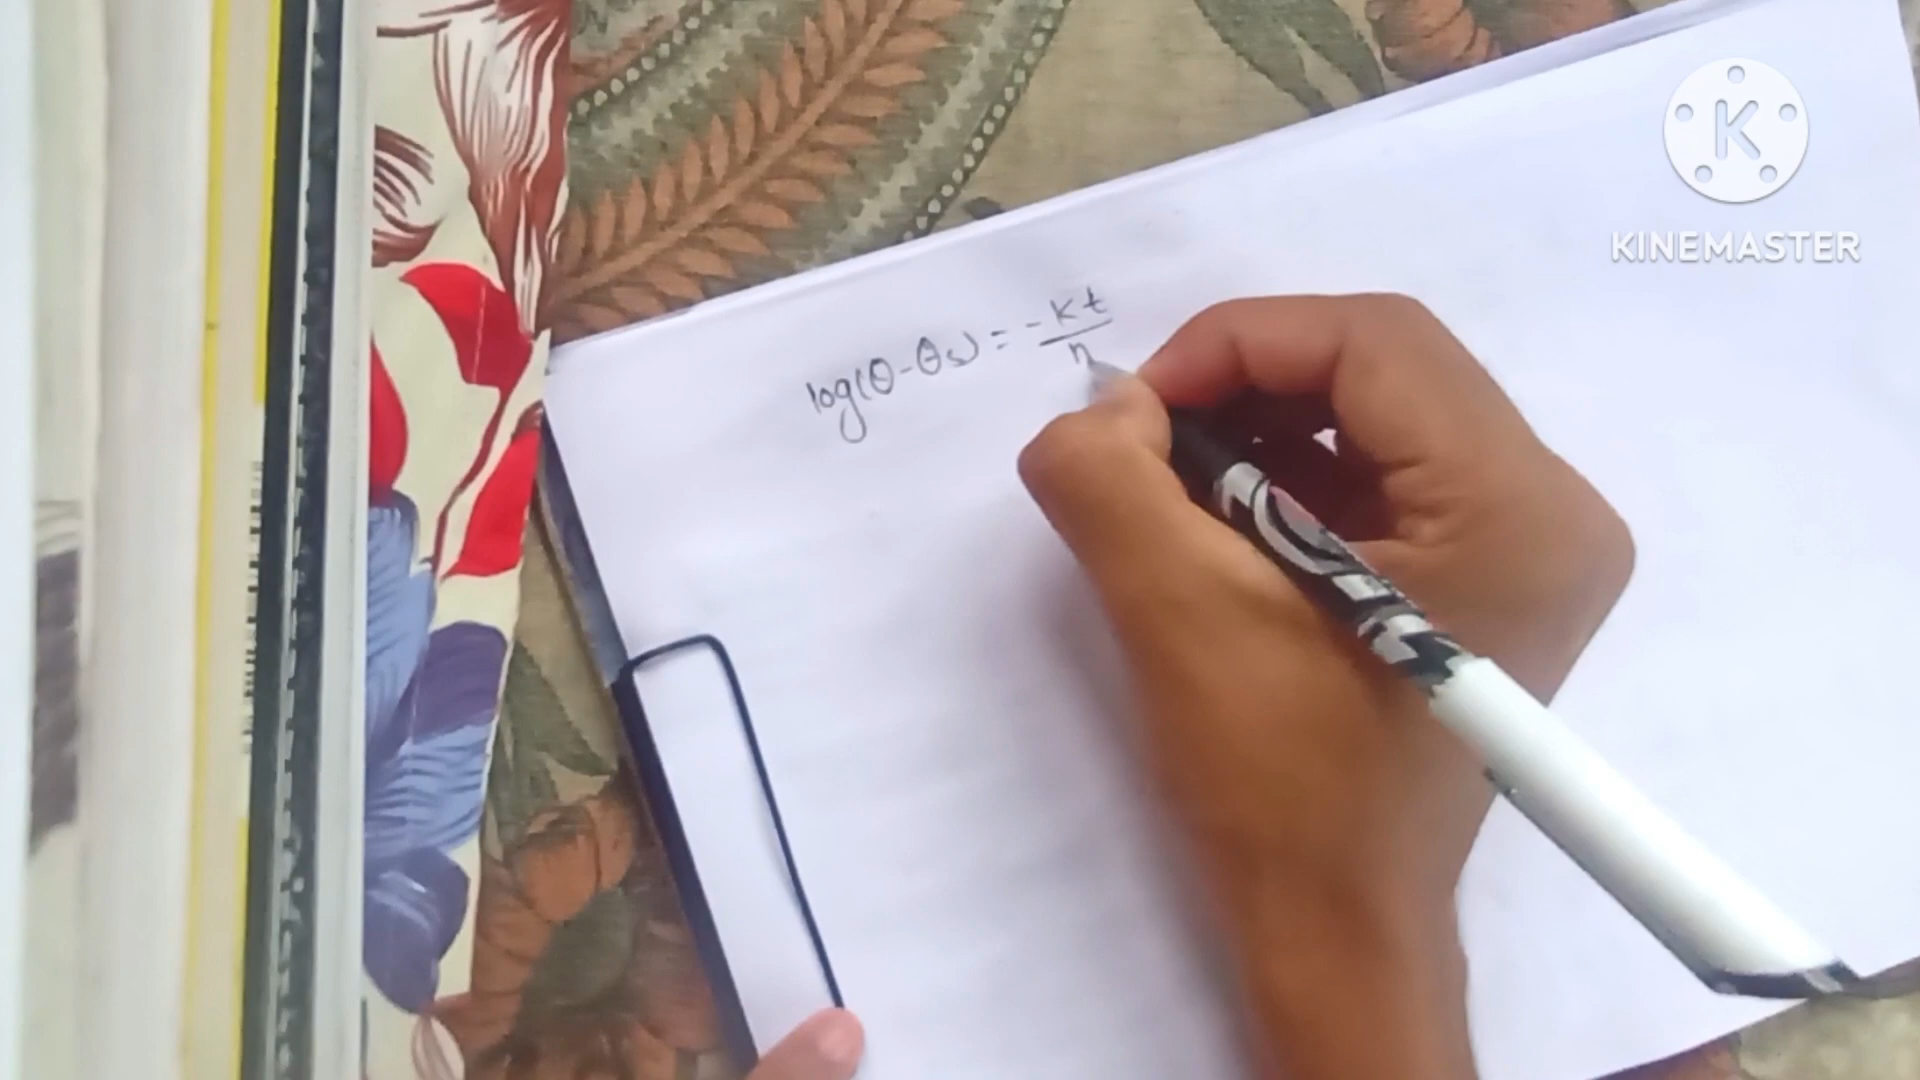 log(θ-θs) = -kt/n
K
KINEMASTER